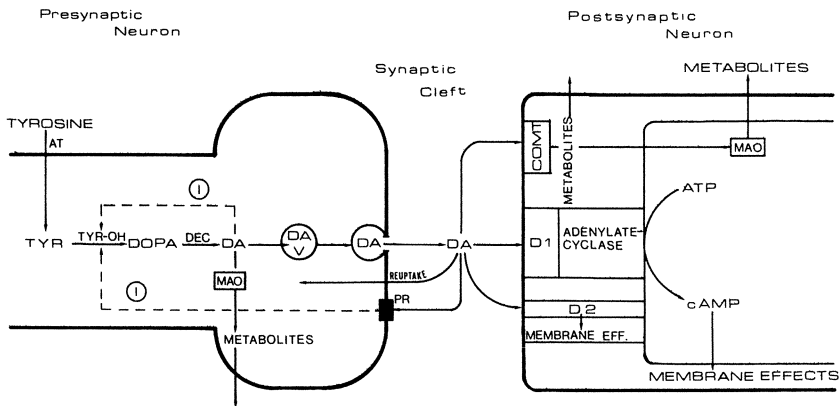 Presynaptic
Neuron
Synaptic
Cleft
Postsynaptic
Neuron
TYROSINE
AT
TYR
TYR-OH
DOPA
DEC
DA
I
I
MAO
METABOLITES
DA
V
DA
DA
REUPTAKE
PR
COMT
METABOLITES
METABOLITES
MAO
D1
ADENYLATE
CYCLASE
D2
MEMBRANE EFF.
ATP
cAMP
MEMBRANE EFFECTS